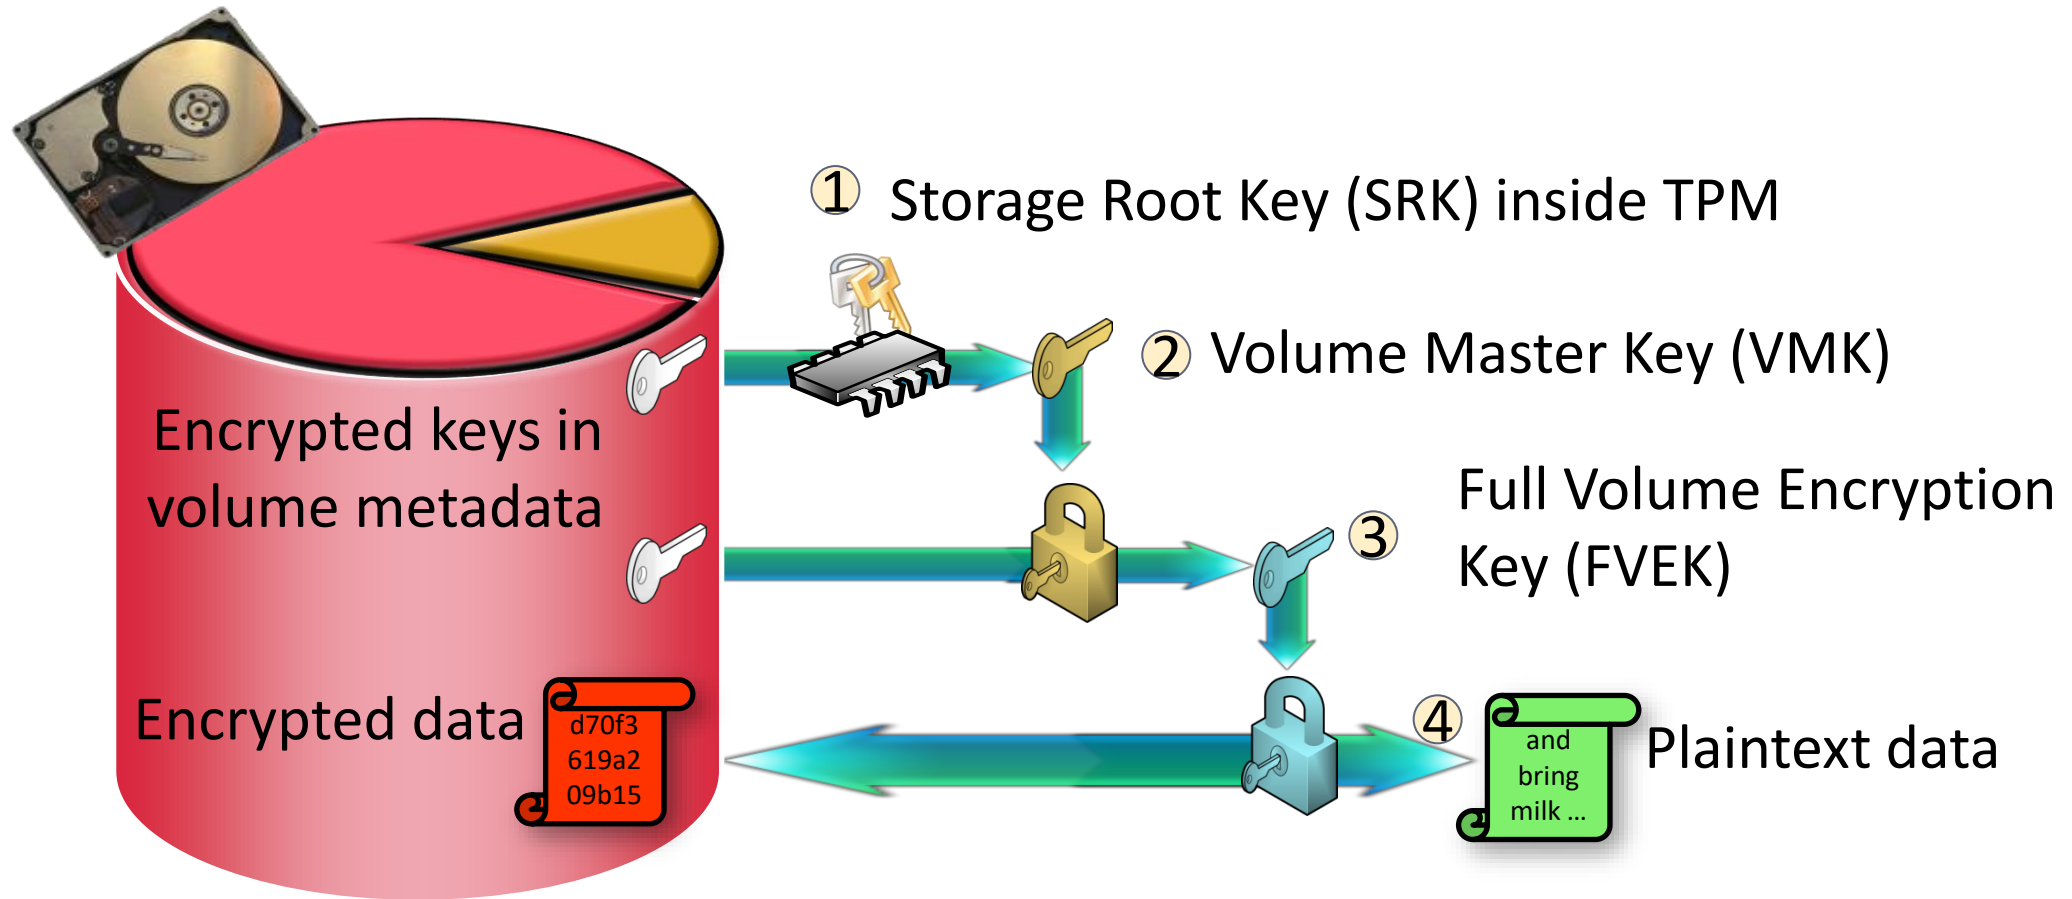 1 Storage Root Key (SRK) inside TPM
2 Volume Master Key (VMK)
Encrypted keys in
volume metadata
3 Full Volume Encryption
Key (FVEK)
Encrypted data
d70f3
619a2
09b15
4
and
bring
milk ...
Plaintext data